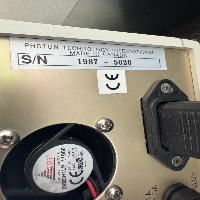 PHOTON TECHNOLOGY INTERNATIONAL
MADE IN CANADA
S/N 1987 - 5020
CE